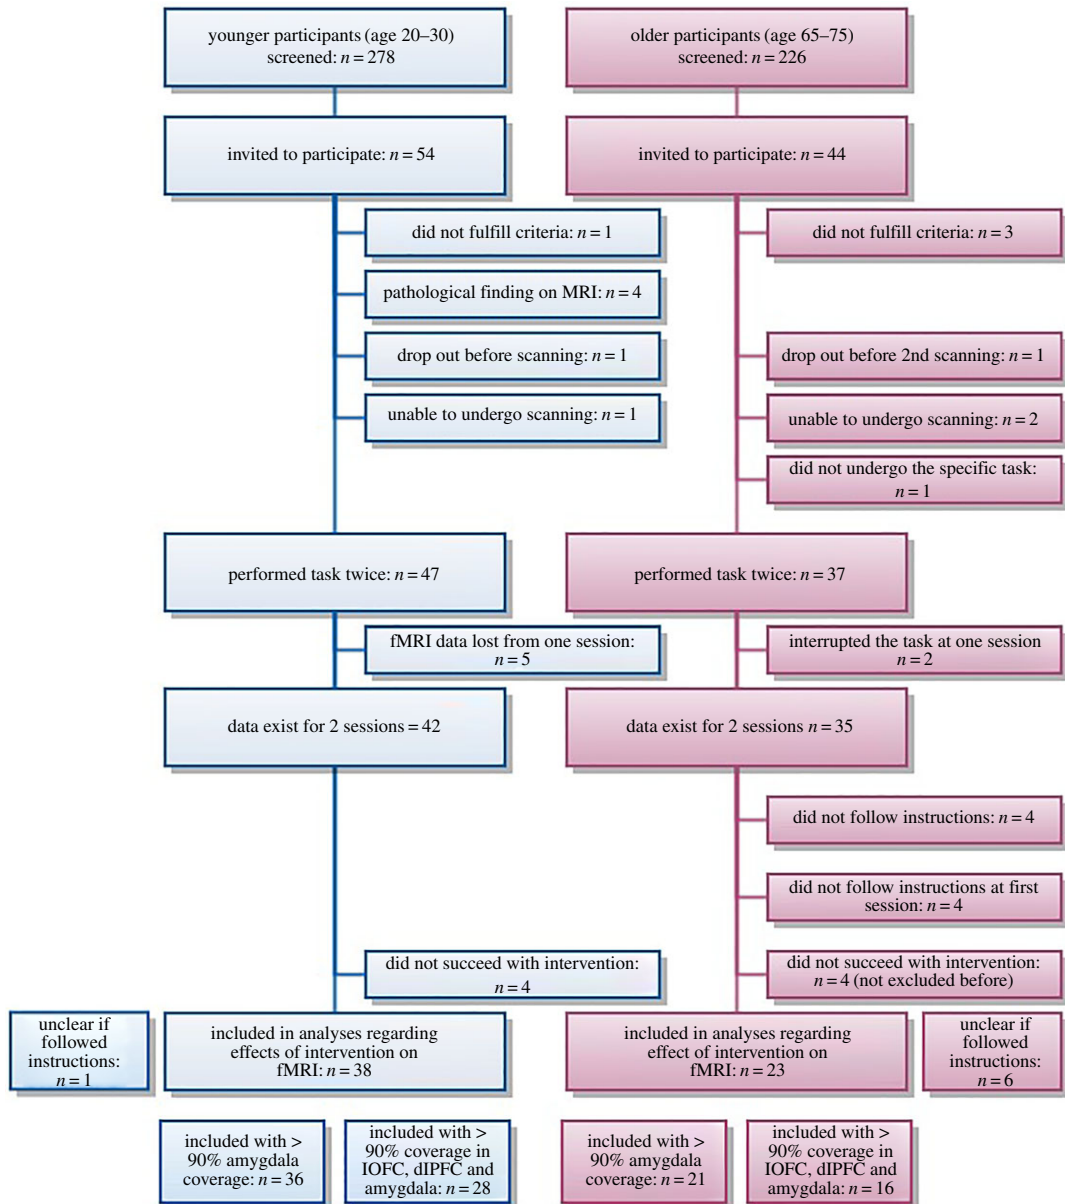 younger participants (age 20–30)
screened: n = 278
older participants (age 65–75)
screened: n = 226
invited to participate: n = 54
invited to participate: n = 44
did not fulfill criteria: n = 1
did not fulfill criteria: n = 3
pathological finding on MRI: n = 4
drop out before scanning: n = 1
drop out before 2nd scanning: n = 1
unable to undergo scanning: n = 1
unable to undergo scanning: n = 2
did not undergo the specific task:
n = 1
performed task twice: n = 47
performed task twice: n = 37
fMRI data lost from one session:
n = 5
interrupted the task at one session
n = 2
data exist for 2 sessions = 42
data exist for 2 sessions n = 35
did not follow instructions: n = 4
did not follow instructions at first
session: n = 4
did not succeed with intervention:
n = 4
did not succeed with intervention:
n = 4 (not excluded before)
unclear if
followed
instructions:
n = 1
included in analyses regarding
effects of intervention on
fMRI: n = 38
included in analyses regarding
effect of intervention on
fMRI: n = 23
unclear if
followed
instructions:
n = 6
included with >
90% amygdala
coverage: n = 36
included with >
90% coverage in
IOFC, dIPFC and
amygdala: n = 28
included with >
90% amygdala
coverage: n = 21
included with >
90% coverage in
IOFC, dIPFC and
amygdala: n = 16